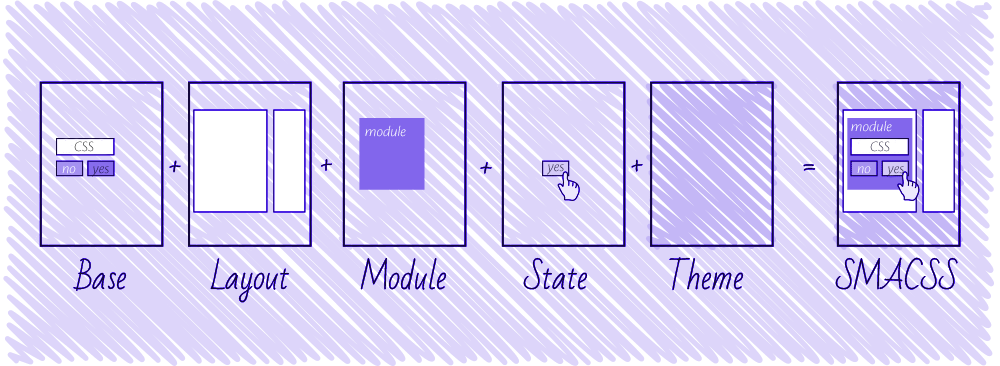 CSS
no yes
+
+
module
+
yes
+
=
module
CSS
no yes
Base
Layout
Module
State
Theme
SMACSS